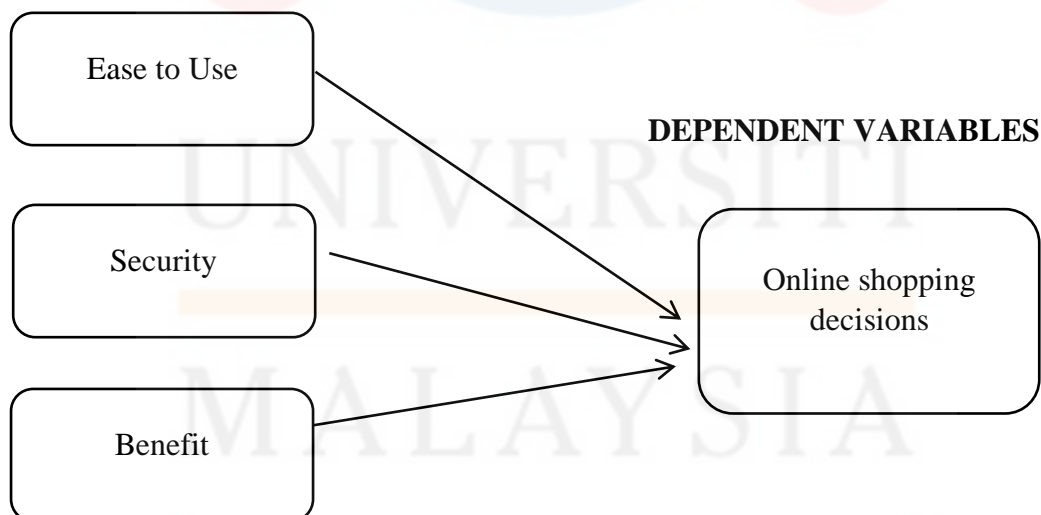 Ease to Use
DEPENDENT VARIABLES
UNIVERSITI
Security
Online shopping
decisions
MALAYSIA
Benefit